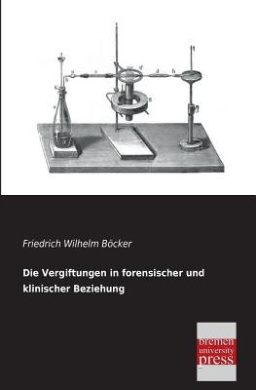 Friedrich Wilhelm Böcker
Die Vergiftungen in forensischer und
klinischer Beziehung
bremen
university
press